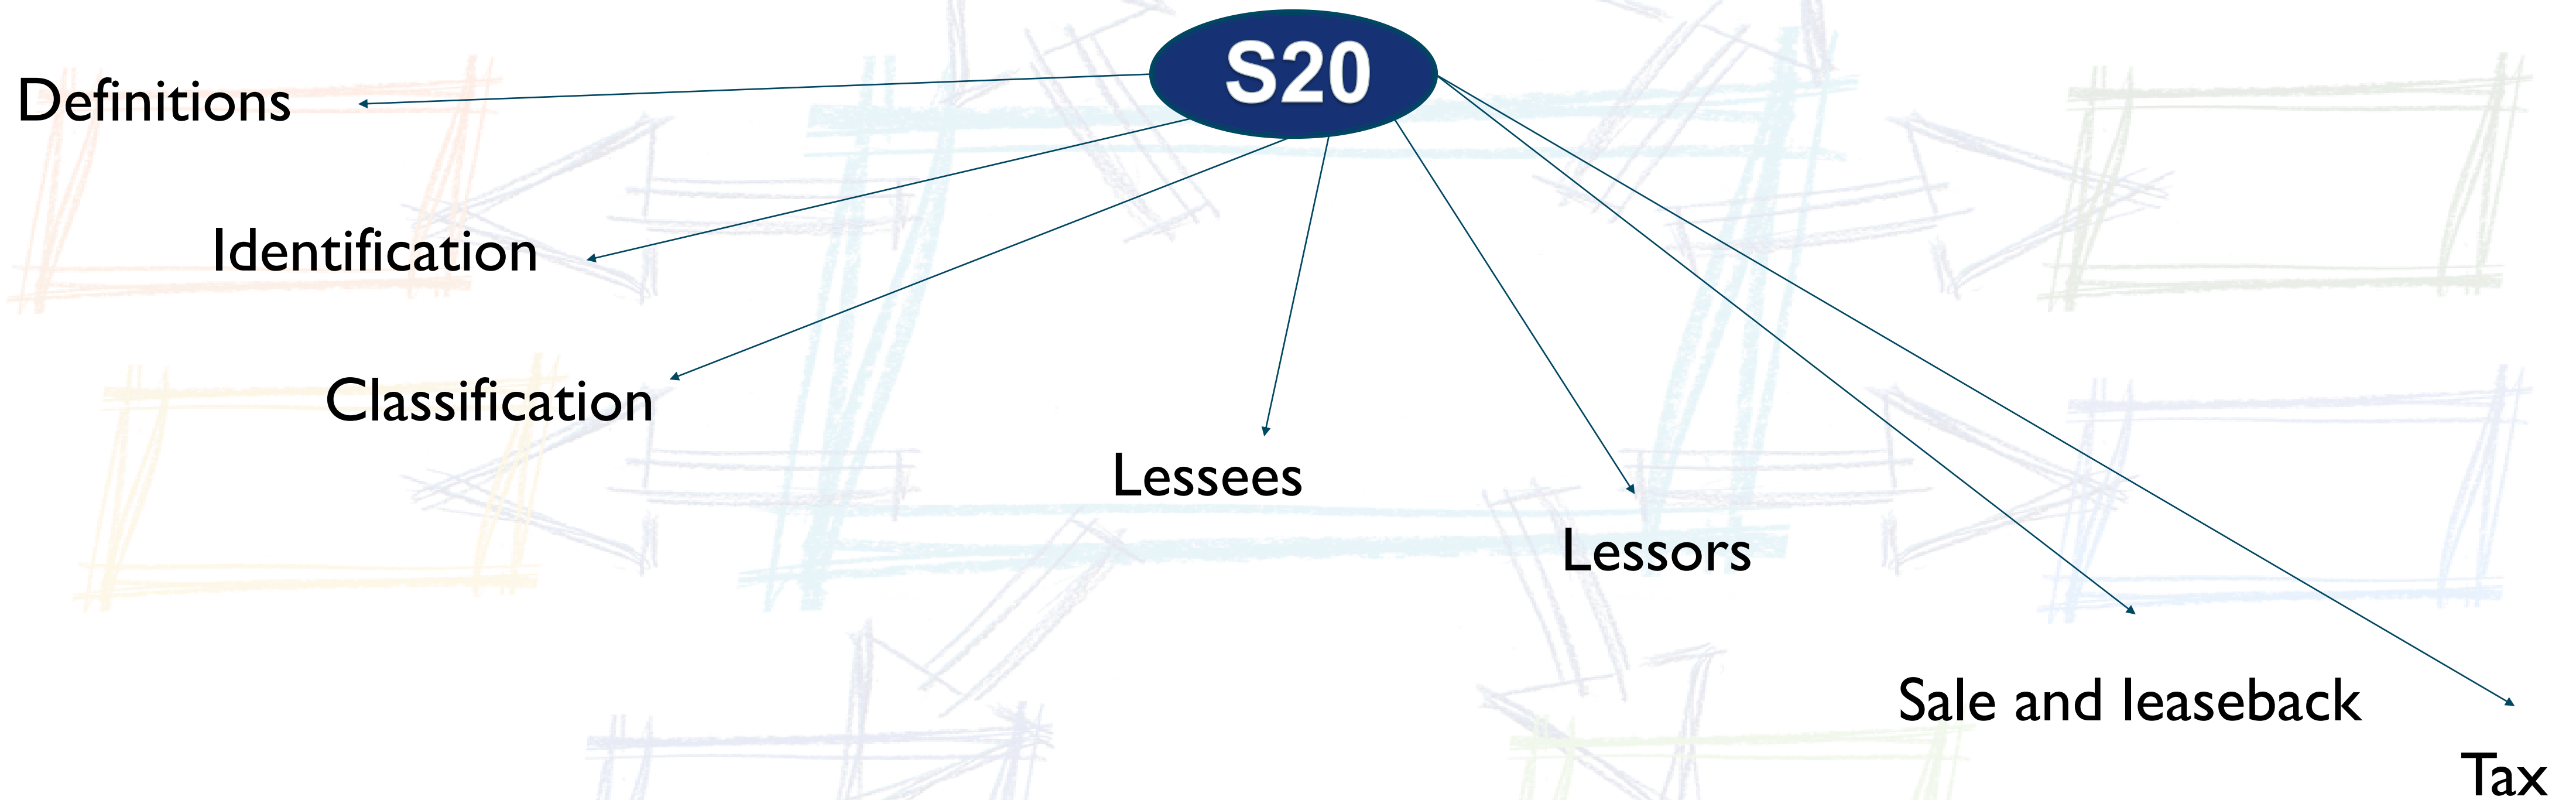 S20
Definitions
Identification
Classification
Lessees
Lessors
Sale and leaseback
Tax